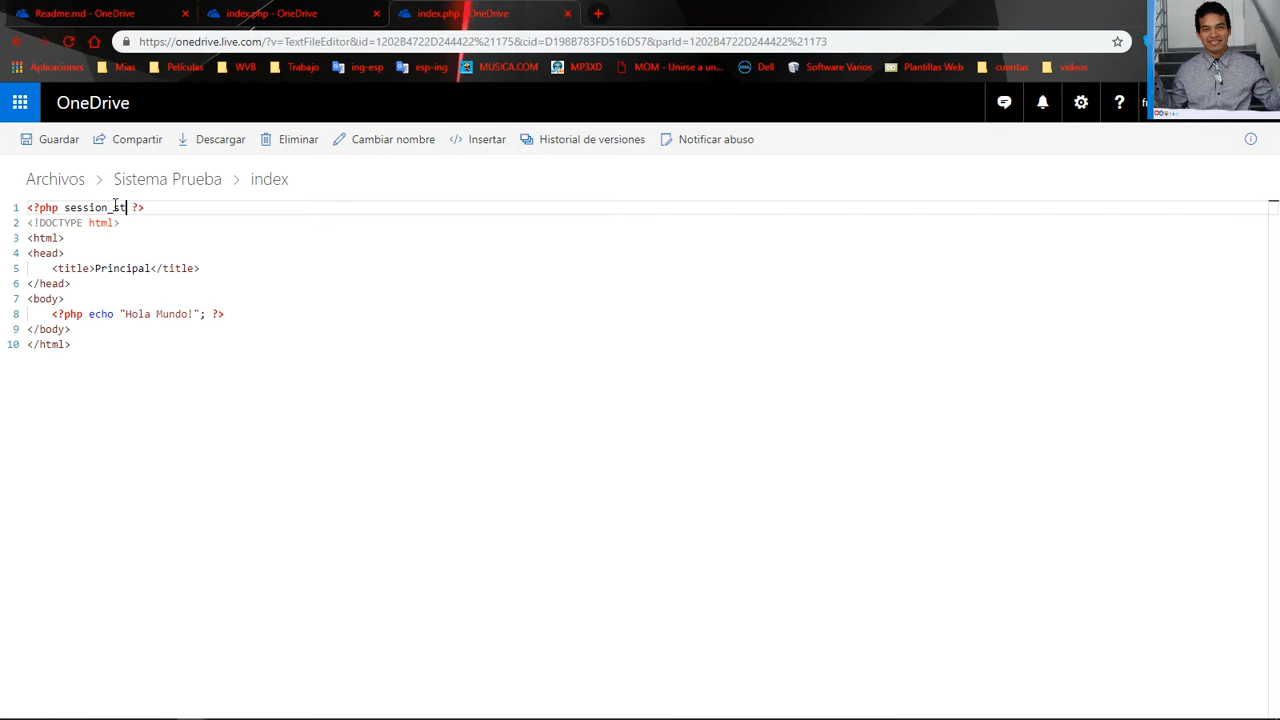 Readme.md - OneDrive
index.php - OneDrive
index.php - OneDrive
https://onedrive.live.com/?v=TextFileEditor&id=1202B4722D244422%21175&cid=D198B783FD516D57&parId=1202B4722D244422%21173
Aplicaciones Mias Películas WVB Trabajo ing-esp esp-ing MUSICA.COM MP3XD MOM - Unirse a un... Dell Software Varios Plantillas Web cuentas videos
OneDrive
Guardar Compartir Descargar Eliminar Cambiar nombre Insertar Historial de versiones Notificar abuso
Archivos > Sistema Prueba > index
1 <?php session_st ?>
2 <!DOCTYPE html>
3 <html>
4 <head>
5 <title>Principal</title>
6 </head>
7 <body>
8 <?php echo "Hola Mundo!"; ?>
9 </body>
10 </html>